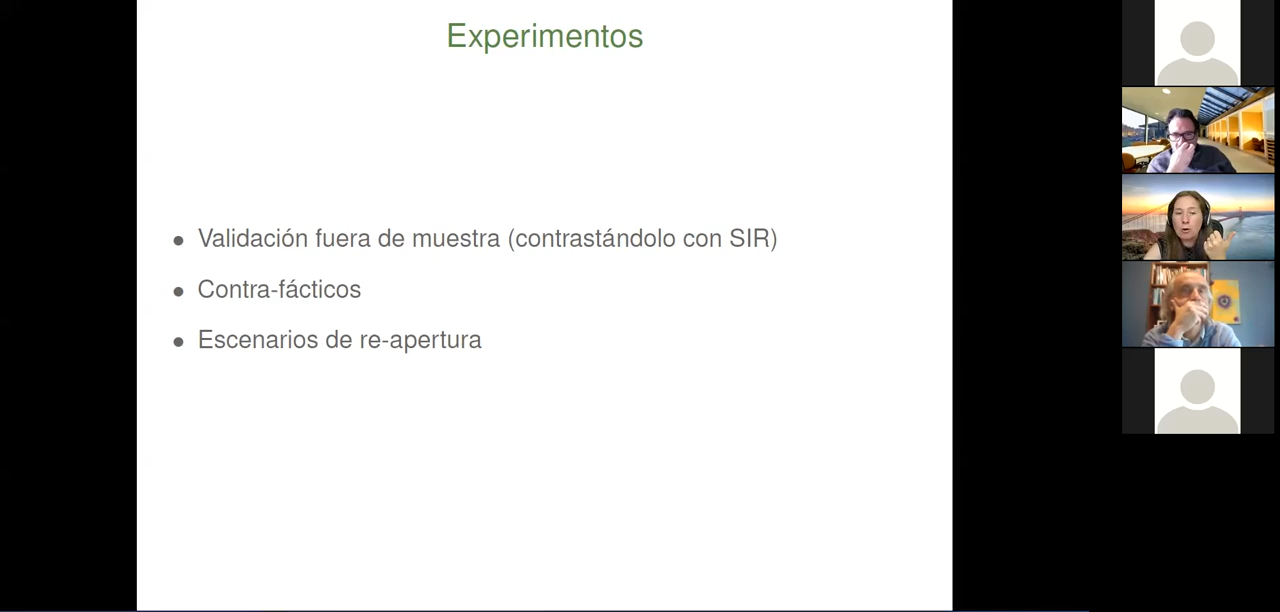 Experimentos
• Validación fuera de muestra (contrastándolo con SIR)
• Contra-fácticos
• Escenarios de re-apertura